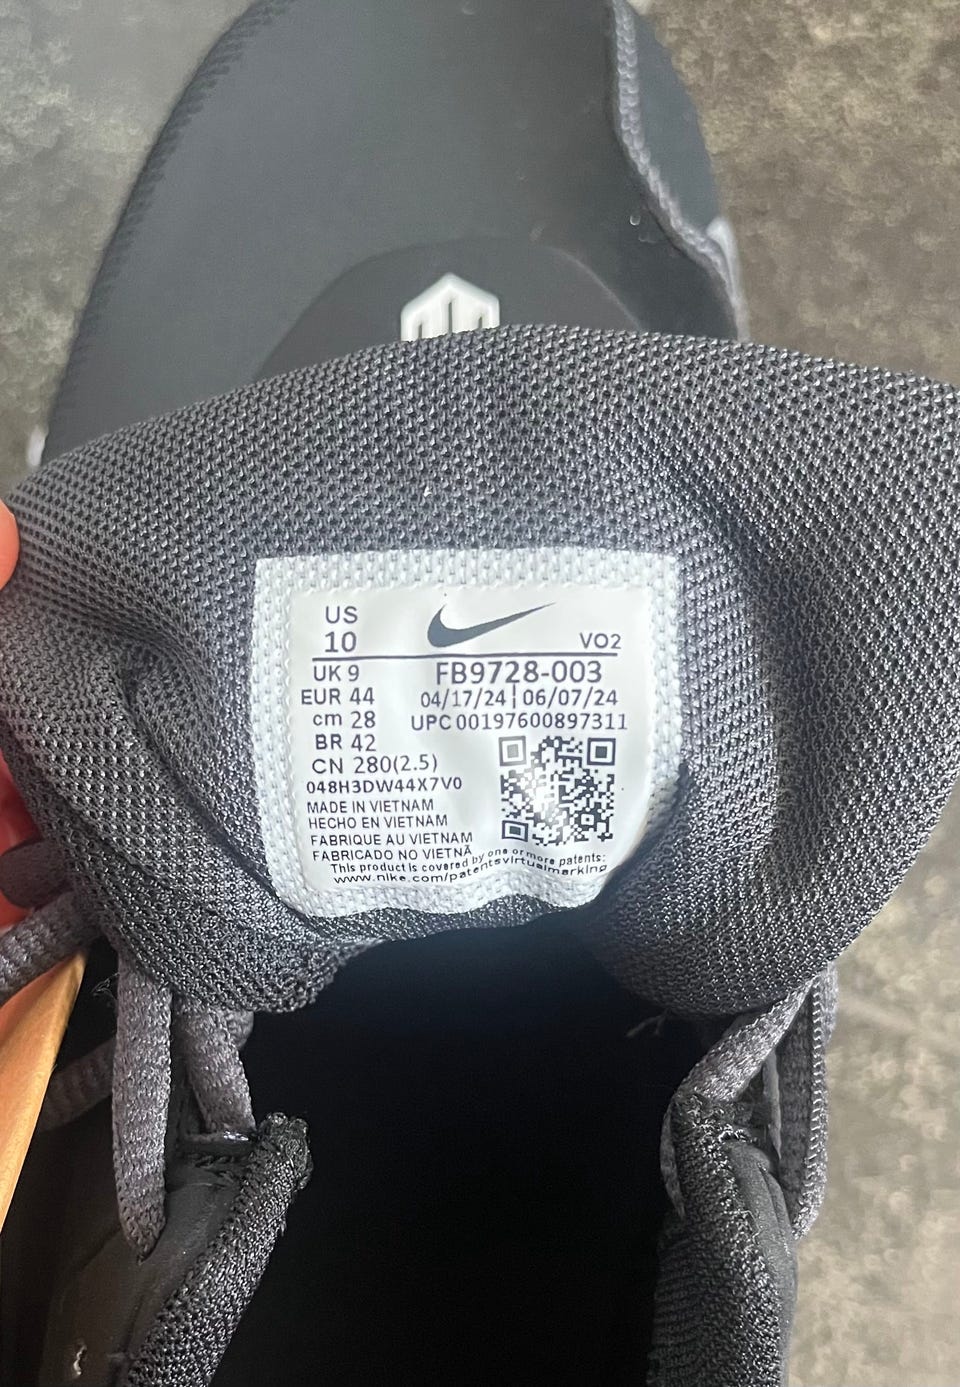 US
10
VO2
UK 9
FB9728-003
EUR 44
04/17/24 | 06/07/24
cm 28
UPC 00197600897311
BR 42
CN 280(2.5)
048H3DW44X7V0
MADE IN VIETNAM
HECHO EN VIETNAM
FABRIQUE AU VIETNAM
FABRICADO NO VIETNÃ
This product is covered by one or more patents:
www.nike.com/patentsvirtualmarking